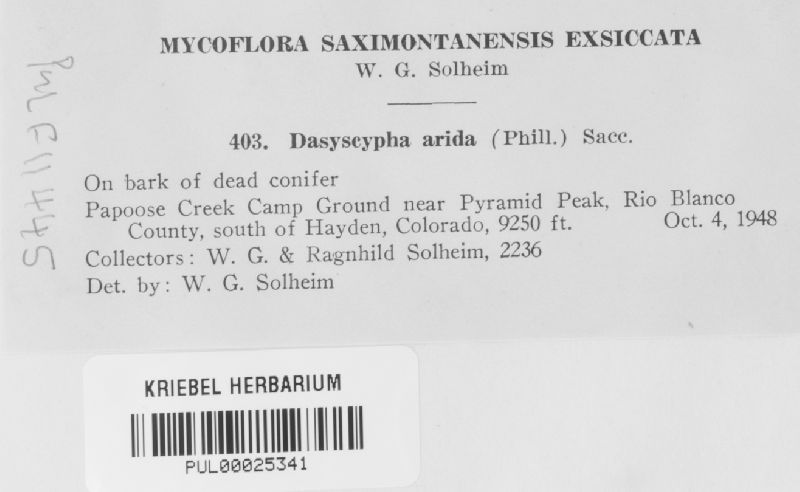 MYCOFLORA SAXIMONTANENSIS EXSICCATA
W. G. Solheim
403. Dasyscypha arida (Phill.) Sacc.
On bark of dead conifer
Papoose Creek Camp Ground near Pyramid Peak, Rio Blanco
County, south of Hayden, Colorado, 9250 ft. Oct. 4, 1948
Collectors: W. G. & Ragnhild Solheim, 2236
Det. by: W. G. Solheim
KRIEBEL HERBARIUM
PUL00025341